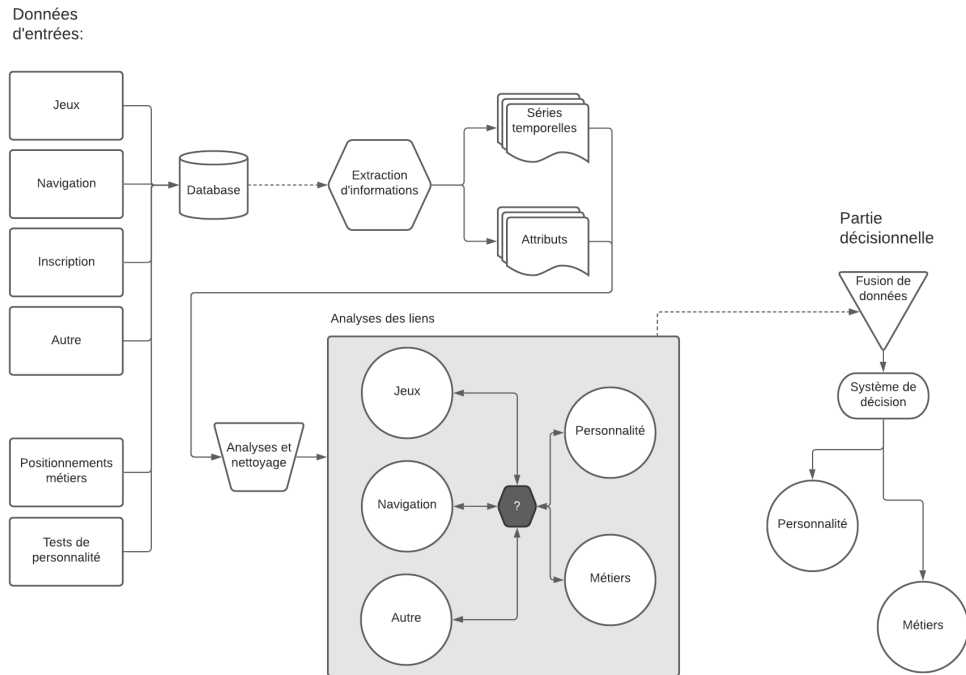 Données
d'entrées:
Jeux
Navigation
Inscription
Autre
Positionnements
métiers
Tests de
personnalité
Database
Extraction
d'informations
Séries
temporelles
Attributs
Analyses et
nettoyage
Analyses des liens
Jeux
Navigation
Autre
?
Personnalité
Métiers
Partie
décisionnelle
Fusion de
données
Système de
décision
Personnalité
Métiers